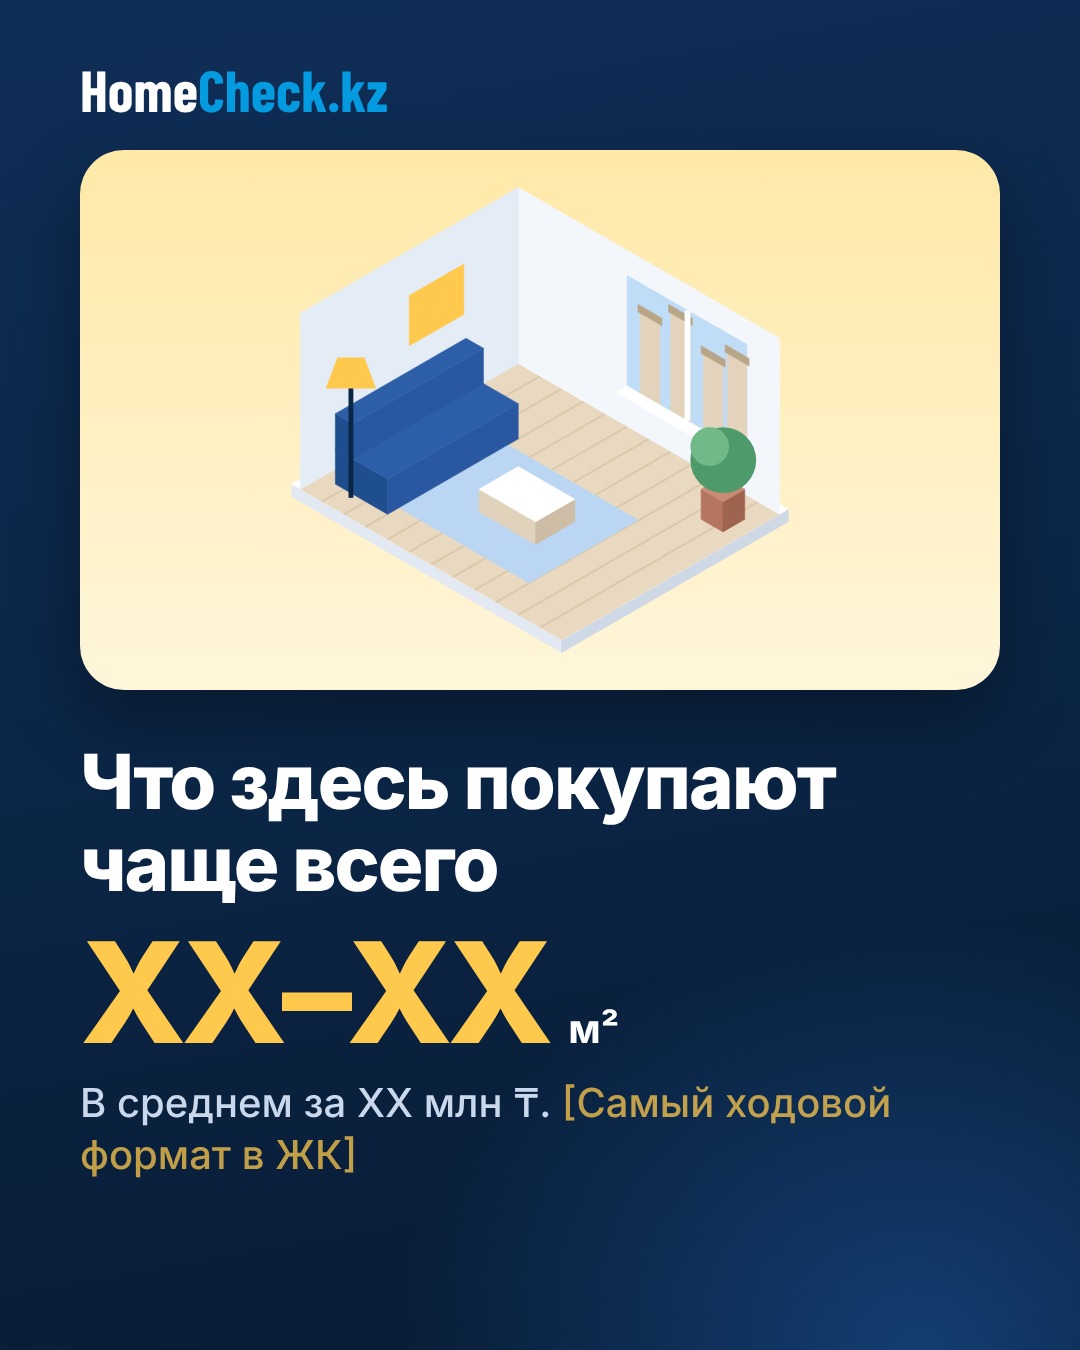 HomeCheck.kz
Что здесь покупают
чаще всего
XX–XX м²
В среднем за XX млн ₸. [Самый ходовой
формат в ЖК]